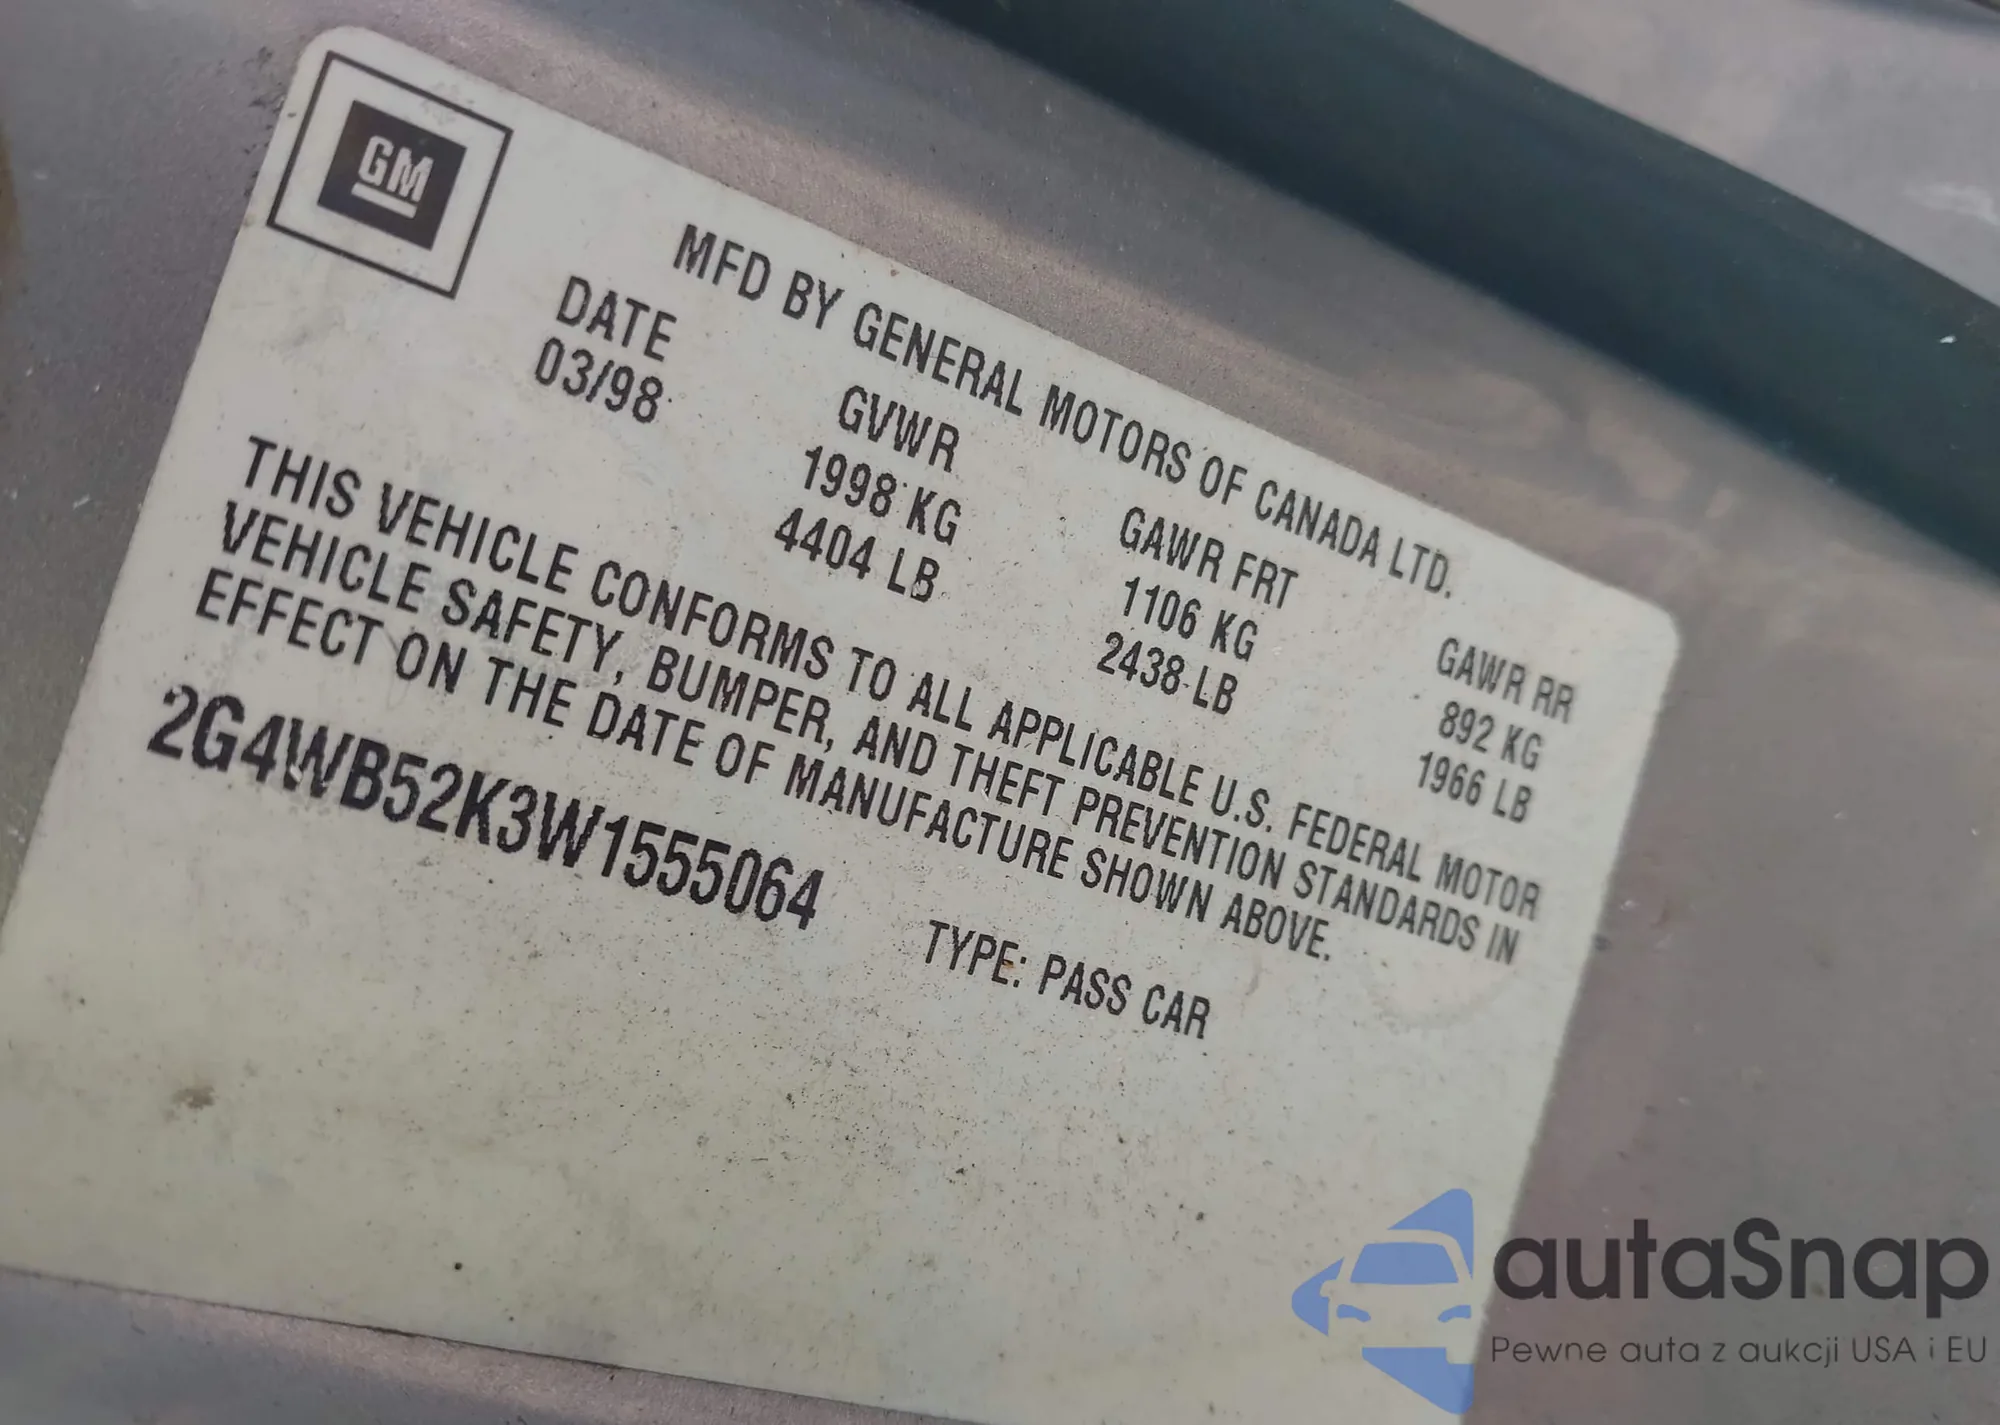 GM
MFD BY GENERAL MOTORS OF CANADA LTD.
DATE GVWR GAWR FRT GAWR RR
03/98 1998 KG 1106 KG 892 KG
4404 LB 2438 LB 1966 LB
THIS VEHICLE CONFORMS TO ALL APPLICABLE U.S. FEDERAL MOTOR
VEHICLE SAFETY, BUMPER, AND THEFT PREVENTION STANDARDS IN
EFFECT ON THE DATE OF MANUFACTURE SHOWN ABOVE.
2G4WB52K3W1555064 TYPE: PASS CAR
autaSnap
Pewne auta z aukcji USA i EU